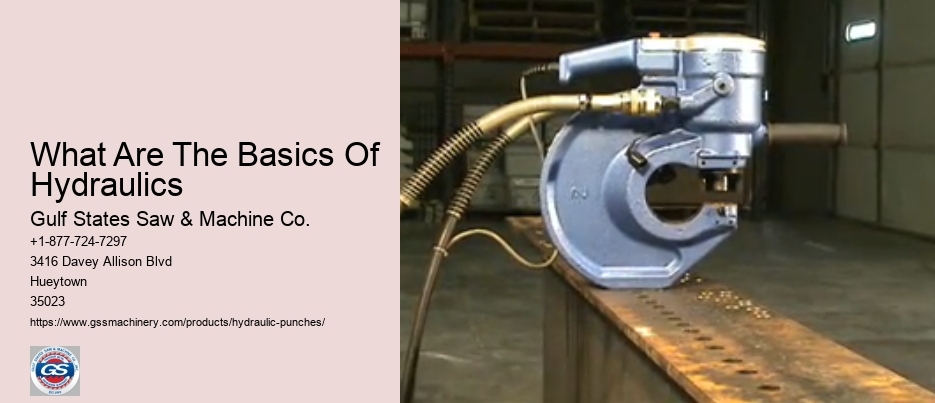 What Are The Basics Of
Hydraulics
Gulf States Saw & Machine Co.
+1-877-724-7297
3416 Davey Allison Blvd
Hueytown
35023
https://www.gssmachinery.com/products/hydraulic-punches/
GS